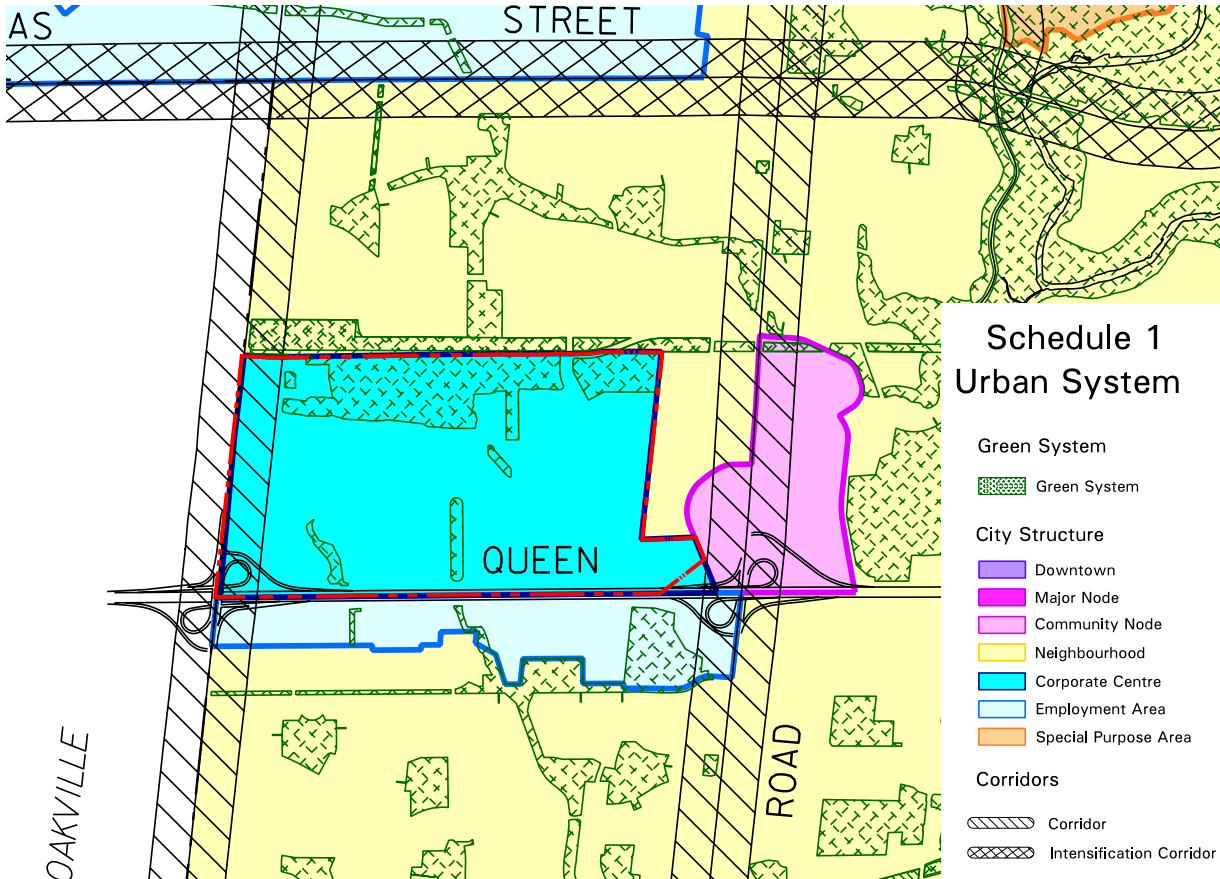 AS
STREET
QUEEN
ROAD
OAKVILLE
Schedule 1
Urban System
Green System
Green System
City Structure
Downtown
Major Node
Community Node
Neighbourhood
Corporate Centre
Employment Area
Special Purpose Area
Corridors
Corridor
Intensification Corridor